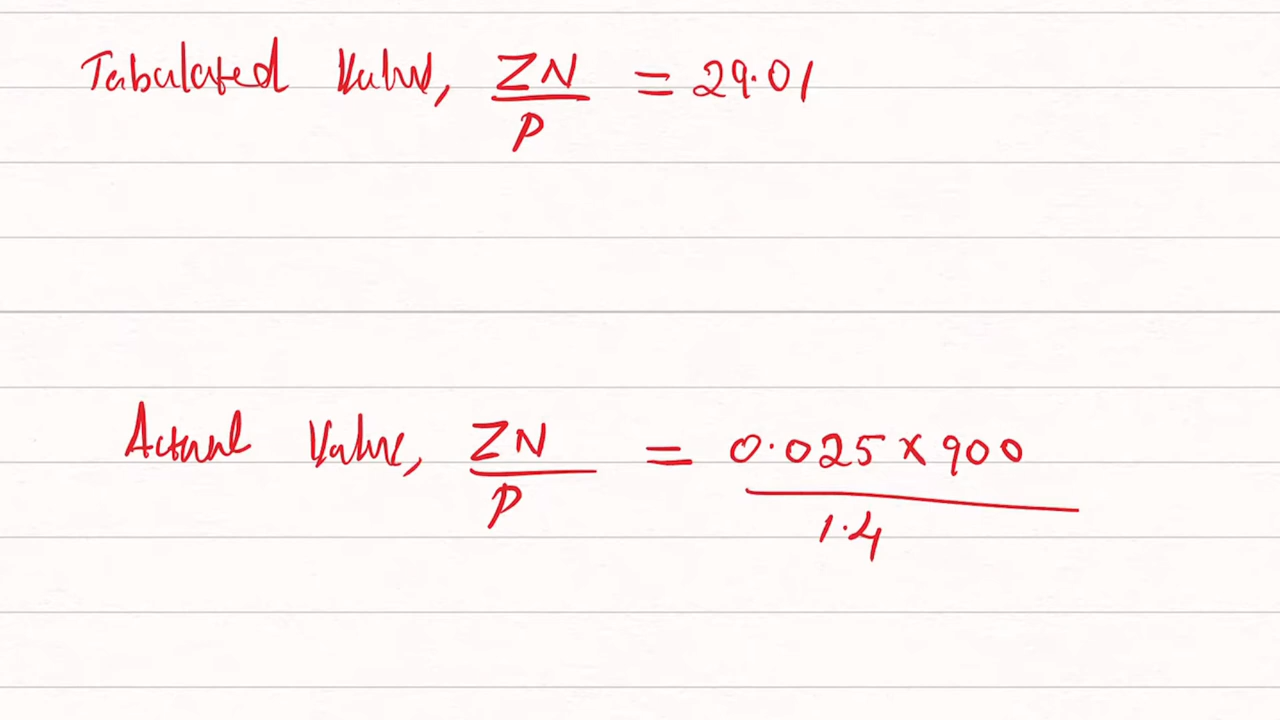 Tabulated Value, ZN/P = 29.01
Actual Value, ZN/P = 0.025 × 900 / 1.4